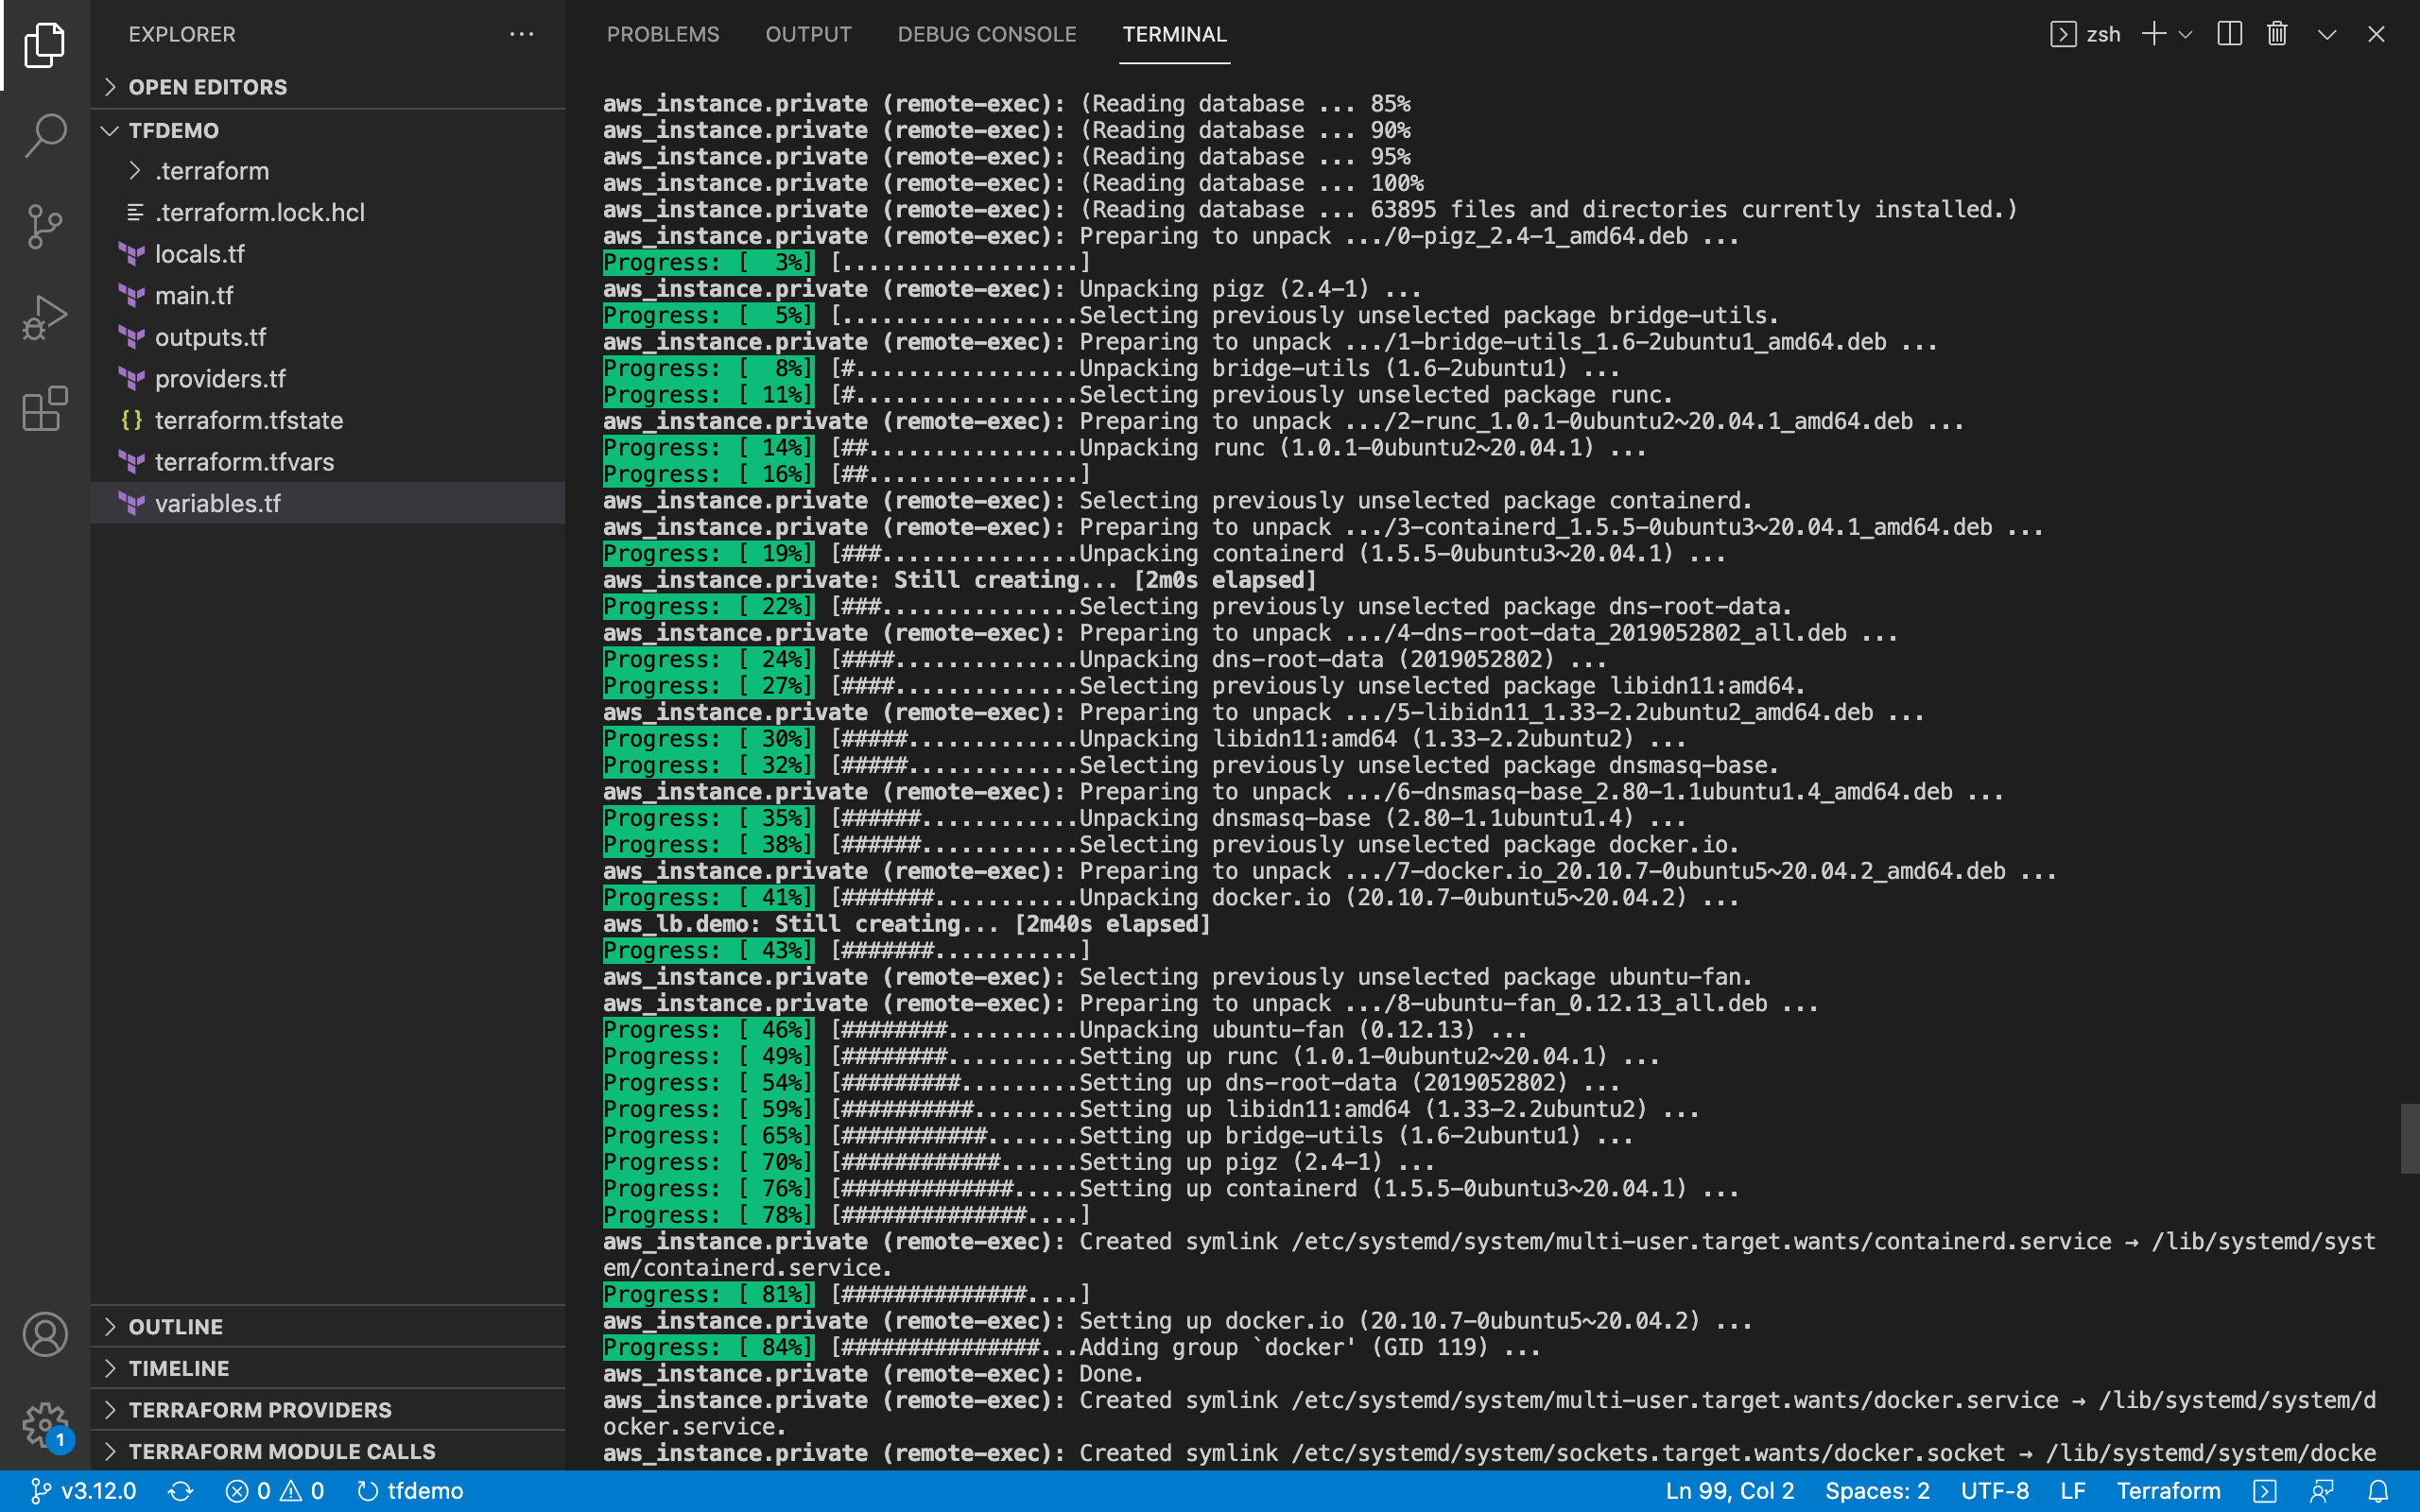 EXPLORER
OPEN EDITORS
TFDEMO
.terraform
.terraform.lock.hcl
locals.tf
main.tf
outputs.tf
providers.tf
terraform.tfstate
terraform.tfvars
variables.tf
OUTLINE
TIMELINE
TERRAFORM PROVIDERS
TERRAFORM MODULE CALLS
1
PROBLEMS OUTPUT DEBUG CONSOLE TERMINAL zsh
aws_instance.private (remote-exec): (Reading database ... 85%
aws_instance.private (remote-exec): (Reading database ... 90%
aws_instance.private (remote-exec): (Reading database ... 95%
aws_instance.private (remote-exec): (Reading database ... 100%
aws_instance.private (remote-exec): (Reading database ... 63895 files and directories currently installed.)
aws_instance.private (remote-exec): Preparing to unpack .../0-pigz_2.4-1_amd64.deb ...
Progress: [  3%] [..................]
aws_instance.private (remote-exec): Unpacking pigz (2.4-1) ...
Progress: [  5%] [..................Selecting previously unselected package bridge-utils.
aws_instance.private (remote-exec): Preparing to unpack .../1-bridge-utils_1.6-2ubuntu1_amd64.deb ...
Progress: [  8%] [#.................Unpacking bridge-utils (1.6-2ubuntu1) ...
Progress: [ 11%] [#.................Selecting previously unselected package runc.
aws_instance.private (remote-exec): Preparing to unpack .../2-runc_1.0.1-0ubuntu2~20.04.1_amd64.deb ...
Progress: [ 14%] [##................Unpacking runc (1.0.1-0ubuntu2~20.04.1) ...
Progress: [ 16%] [##................]
aws_instance.private (remote-exec): Selecting previously unselected package containerd.
aws_instance.private (remote-exec): Preparing to unpack .../3-containerd_1.5.5-0ubuntu3~20.04.1_amd64.deb ...
Progress: [ 19%] [###...............Unpacking containerd (1.5.5-0ubuntu3~20.04.1) ...
aws_instance.private: Still creating... [2m0s elapsed]
Progress: [ 22%] [###...............Selecting previously unselected package dns-root-data.
aws_instance.private (remote-exec): Preparing to unpack .../4-dns-root-data_2019052802_all.deb ...
Progress: [ 24%] [####..............Unpacking dns-root-data (2019052802) ...
Progress: [ 27%] [####..............Selecting previously unselected package libidn11:amd64.
aws_instance.private (remote-exec): Preparing to unpack .../5-libidn11_1.33-2.2ubuntu2_amd64.deb ...
Progress: [ 30%] [#####.............Unpacking libidn11:amd64 (1.33-2.2ubuntu2) ...
Progress: [ 32%] [#####.............Selecting previously unselected package dnsmasq-base.
aws_instance.private (remote-exec): Preparing to unpack .../6-dnsmasq-base_2.80-1.1ubuntu1.4_amd64.deb ...
Progress: [ 35%] [######............Unpacking dnsmasq-base (2.80-1.1ubuntu1.4) ...
Progress: [ 38%] [######............Selecting previously unselected package docker.io.
aws_instance.private (remote-exec): Preparing to unpack .../7-docker.io_20.10.7-0ubuntu5~20.04.2_amd64.deb ...
Progress: [ 41%] [#######...........Unpacking docker.io (20.10.7-0ubuntu5~20.04.2) ...
aws_lb.demo: Still creating... [2m40s elapsed]
Progress: [ 43%] [#######...........]
aws_instance.private (remote-exec): Selecting previously unselected package ubuntu-fan.
aws_instance.private (remote-exec): Preparing to unpack .../8-ubuntu-fan_0.12.13_all.deb ...
Progress: [ 46%] [########..........Unpacking ubuntu-fan (0.12.13) ...
Progress: [ 49%] [########..........Setting up runc (1.0.1-0ubuntu2~20.04.1) ...
Progress: [ 54%] [#########.........Setting up dns-root-data (2019052802) ...
Progress: [ 59%] [##########........Setting up libidn11:amd64 (1.33-2.2ubuntu2) ...
Progress: [ 65%] [###########.......Setting up bridge-utils (1.6-2ubuntu1) ...
Progress: [ 70%] [############......Setting up pigz (2.4-1) ...
Progress: [ 76%] [#############.....Setting up containerd (1.5.5-0ubuntu3~20.04.1) ...
Progress: [ 78%] [##############....]
aws_instance.private (remote-exec): Created symlink /etc/systemd/system/multi-user.target.wants/containerd.service → /lib/systemd/syst
em/containerd.service.
Progress: [ 81%] [##############....]
aws_instance.private (remote-exec): Setting up docker.io (20.10.7-0ubuntu5~20.04.2) ...
Progress: [ 84%] [###############...Adding group `docker' (GID 119) ...
aws_instance.private (remote-exec): Done.
aws_instance.private (remote-exec): Created symlink /etc/systemd/system/multi-user.target.wants/docker.service → /lib/systemd/system/d
ocker.service.
aws_instance.private (remote-exec): Created symlink /etc/systemd/system/sockets.target.wants/docker.socket → /lib/systemd/system/docke
v3.12.0 0 0 tfdemo Ln 99, Col 2 Spaces: 2 UTF-8 LF Terraform